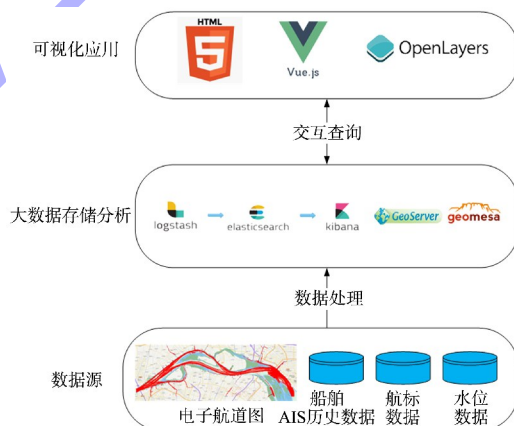 HTML
5
可视化应用
Vue.js
OpenLayers
交互查询
大数据存储分析
logstash
elasticsearch
kibana
GeoServer
geomesa
数据处理
数据源
电子航道图
船舶
AIS历史数据
航标
数据
水位
数据